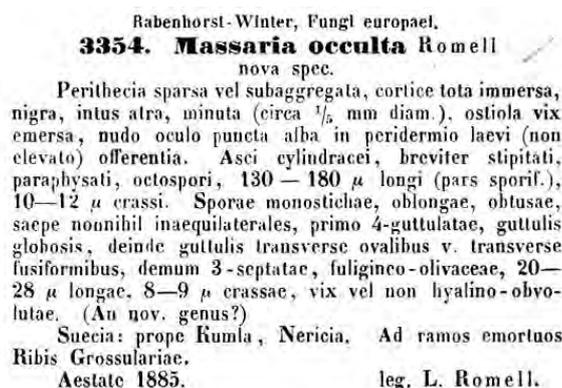 Rabenhorst-Winter, Fungi europaei.
3354. Massaria occulta Romell
nova spec.
Perithecia sparsa vel subaggregata, cortice tota immersa,
nigra, intus atra, minuta (circa 1/5 mm diam.), ostiola vix
emersa, nudo oculo puncta alba in peridermio laevi (non
elevato) offerentia. Asci cylindracei, breviter stipitati,
paraphysati, octospori, 130 — 180 µ longi (pars sporif.),
10—12 µ crassi. Sporae monostichae, oblongae, obtusae,
saepe nonnihil inaequilaterales, primo 4-guttulatae, guttulis
globosis, deinde guttulis transverse ovalibus v. transverse
fusiformibus, demum 3-septatae, fuligineo-olivaceae, 20—
28 µ longae, 8—9 µ crassae, vix vel non hyalino-obvo-
lutae. (An nov. genus?)
Suecia: prope Kumla, Nericia. Ad ramos emortuos
Ribis Grossulariae.
Aestate 1885. leg. L. Romell.